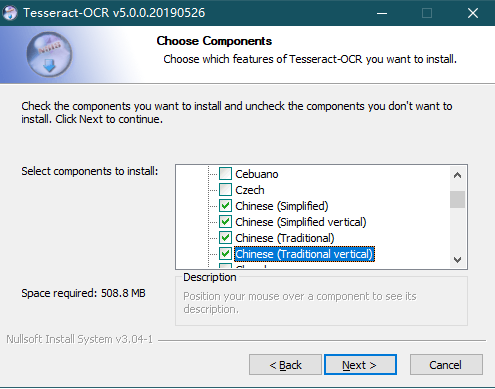 Tesseract-OCR v5.0.0.20190526
Choose Components
Choose which features of Tesseract-OCR you want to install.
Check the components you want to install and uncheck the components you don't want to
install. Click Next to continue.
Select components to install:
Cebuano
Czech
Chinese (Simplified)
Chinese (Simplified vertical)
Chinese (Traditional)
Chinese (Traditional vertical)
Description
Position your mouse over a component to see its
description.
Space required: 508.8 MB
Nullsoft Install System v3.04-1
< Back
Next >
Cancel